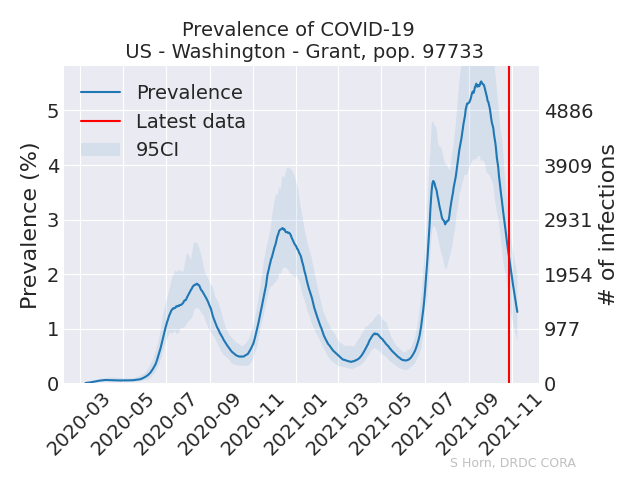 Prevalence of COVID-19
US - Washington - Grant, pop. 97733
Prevalence
Latest data
95CI
Prevalence (%)
5
4
3
2
1
0
4886
3909
2931
1954
977
0
# of infections
2020-03
2020-05
2020-07
2020-09
2020-11
2021-01
2021-03
2021-05
2021-07
2021-09
2021-11
S Horn, DRDC CORA